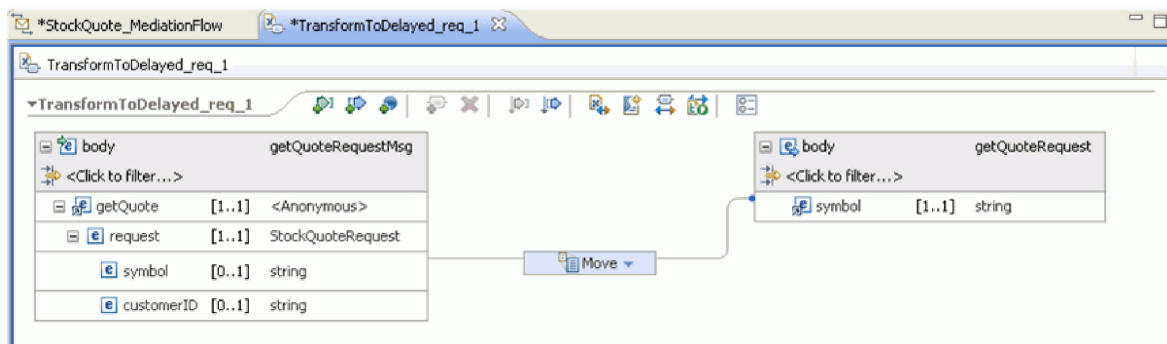 *StockQuote_MediationFlow *TransformToDelayed_req_1
TransformToDelayed_req_1
TransformToDelayed_req_1
body getQuoteRequestMsg
<Click to filter...>
getQuote [1..1] <Anonymous>
request [1..1] StockQuoteRequest
symbol [0..1] string
customerID [0..1] string
Move
body getQuoteRequest
<Click to filter...>
symbol [1..1] string